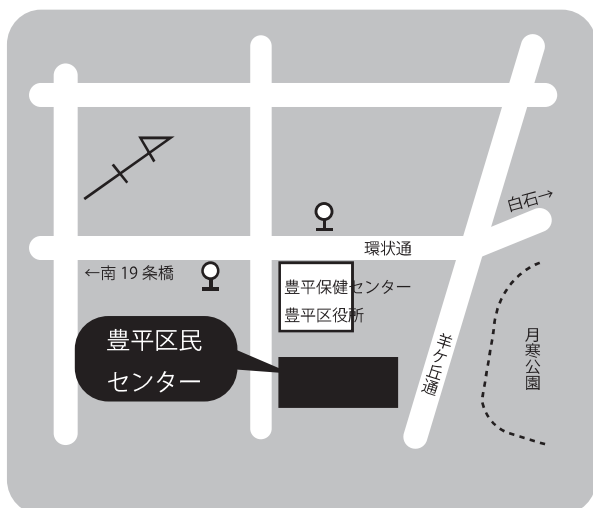 白石→
環状通
←南19条橋
豊平保健センター
豊平区役所
豊平区民
センター
羊ケ丘通
月寒公園